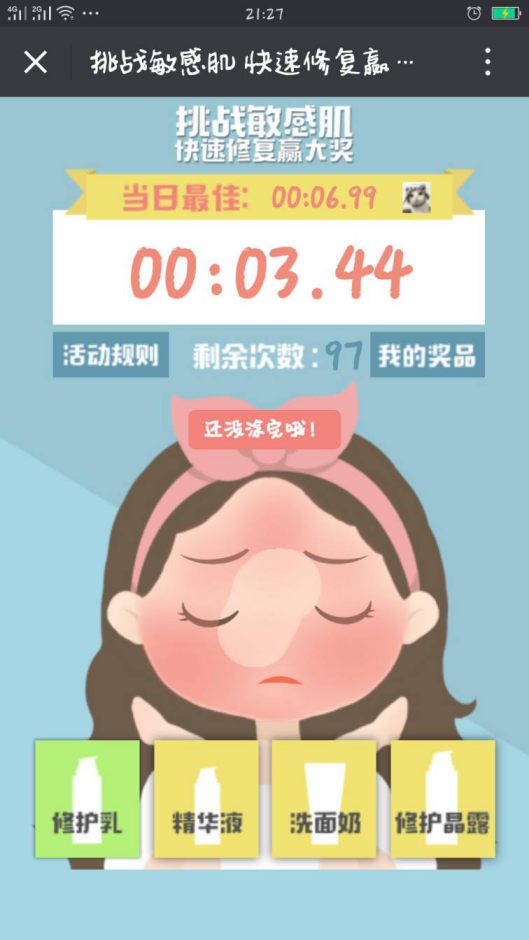 4G 2G 21:27
挑战敏感肌 快速修复赢…
挑战敏感肌
快速修复赢大奖
当日最佳: 00:06.99
00:03.44
活动规则 剩余次数:97 我的奖品
还没涂完哦!
修护乳 精华液 洗面奶 修护晶露